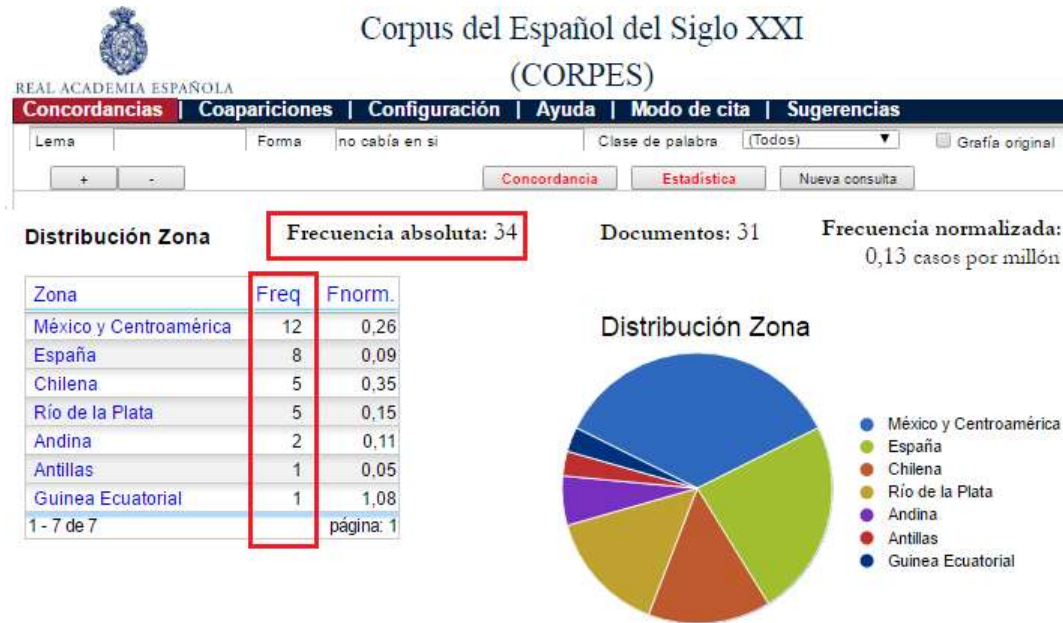 Corpus del Español del Siglo XXI
(CORPES)
REAL ACADEMIA ESPAÑOLA
Concordancias | Coapariciones | Configuración | Ayuda | Modo de cita | Sugerencias
Lema Forma no cabía en si Clase de palabra (Todos) Grafía original
+ - Concordancia Estadística Nueva consulta
Distribución Zona Frecuencia absoluta: 34 Documentos: 31 Frecuencia normalizada:
0,13 casos por millón
Zona Freq Fnorm.
México y Centroamérica 12 0,26
España 8 0,09
Chilena 5 0,35
Río de la Plata 5 0,15
Andina 2 0,11
Antillas 1 0,05
Guinea Ecuatorial 1 1,08
1 - 7 de 7 página: 1
Distribución Zona
México y Centroamérica
España
Chilena
Río de la Plata
Andina
Antillas
Guinea Ecuatorial